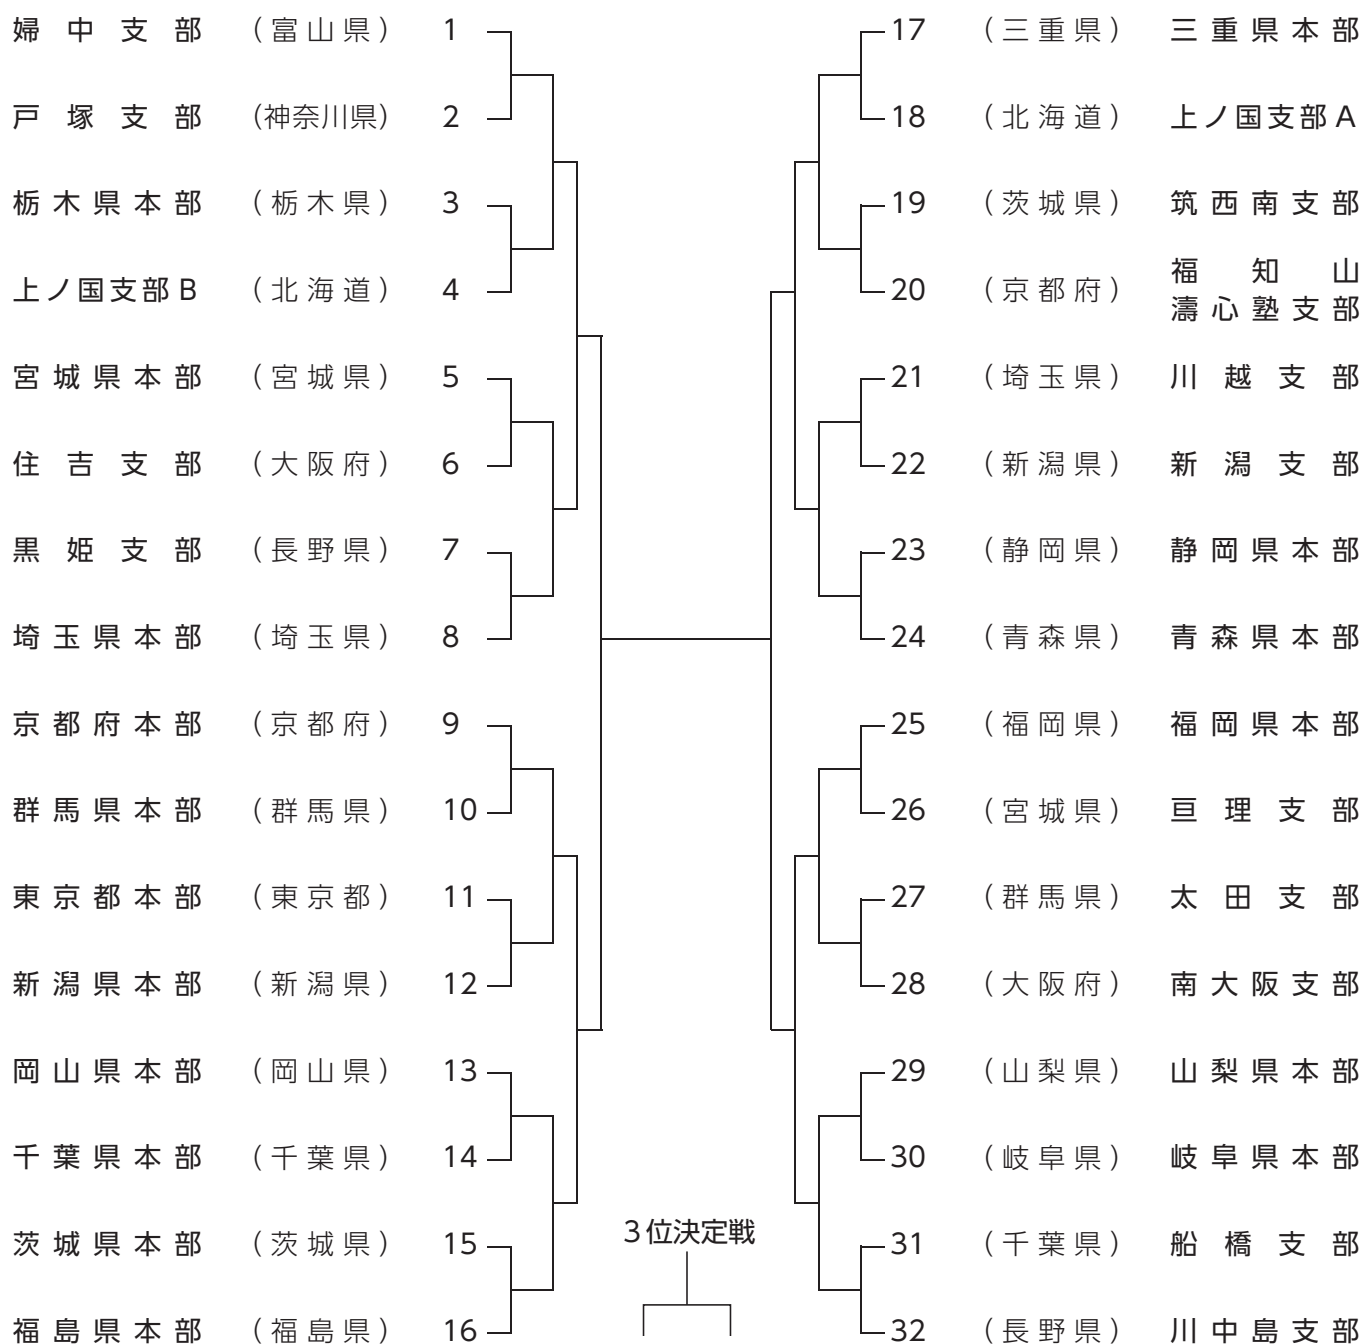 婦中支部 （富山県） 1
戸塚支部 （神奈川県） 2
栃木県本部 （栃木県） 3
上ノ国支部B （北海道） 4
宮城県本部 （宮城県） 5
住吉支部 （大阪府） 6
黒姫支部 （長野県） 7
埼玉県本部 （埼玉県） 8
京都府本部 （京都府） 9
群馬県本部 （群馬県） 10
東京都本部 （東京都） 11
新潟県本部 （新潟県） 12
岡山県本部 （岡山県） 13
千葉県本部 （千葉県） 14
茨城県本部 （茨城県） 15
福島県本部 （福島県） 16
3位決定戦
17 （三重県） 三重県本部
18 （北海道） 上ノ国支部A
19 （茨城県） 筑西南支部
20 （京都府） 福知山
濤心塾支部
21 （埼玉県） 川越支部
22 （新潟県） 新潟支部
23 （静岡県） 静岡県本部
24 （青森県） 青森県本部
25 （福岡県） 福岡県本部
26 （宮城県） 亘理支部
27 （群馬県） 太田支部
28 （大阪府） 南大阪支部
29 （山梨県） 山梨県本部
30 （岐阜県） 岐阜県本部
31 （千葉県） 船橋支部
32 （長野県） 川中島支部